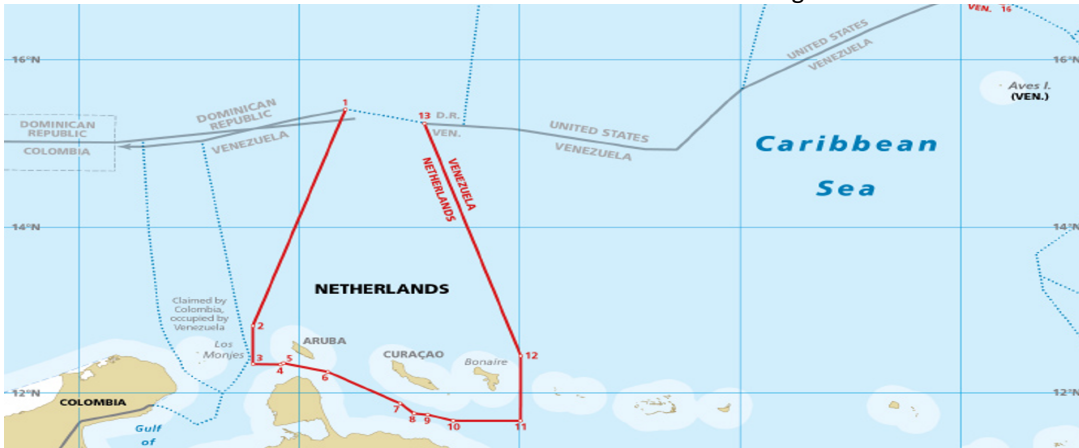 VEN. 16
16°N
16°N
UNITED STATES
VENEZUELA
Aves I.
(VEN.)
1
13
D.R.
VEN.
DOMINICAN
REPUBLIC
VENEZUELA
DOMINICAN
REPUBLIC
COLOMBIA
UNITED STATES
VENEZUELA
Caribbean
Sea
VENEZUELA
NETHERLANDS
14°N
14°N
NETHERLANDS
Claimed by
Colombia,
occupied by
Venezuela
2
Los
Monjes
ARUBA
CURAÇAO
Bonaire
12
3
5
4
6
12°N
12°N
COLOMBIA
7
8
9
10
11
Gulf
of